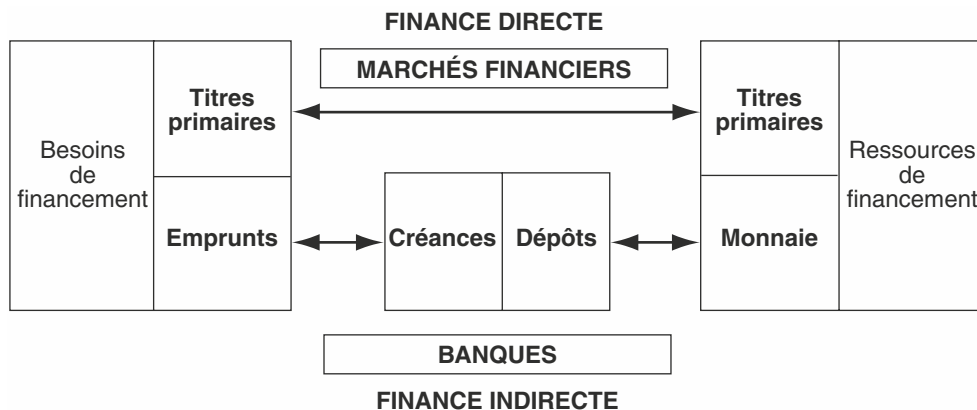 FINANCE DIRECTE
MARCHÉS FINANCIERS
Besoins
de
financement
Titres
primaires
Emprunts
Créances
Dépôts
Titres
primaires
Monnaie
Ressources
de
financement
BANQUES
FINANCE INDIRECTE